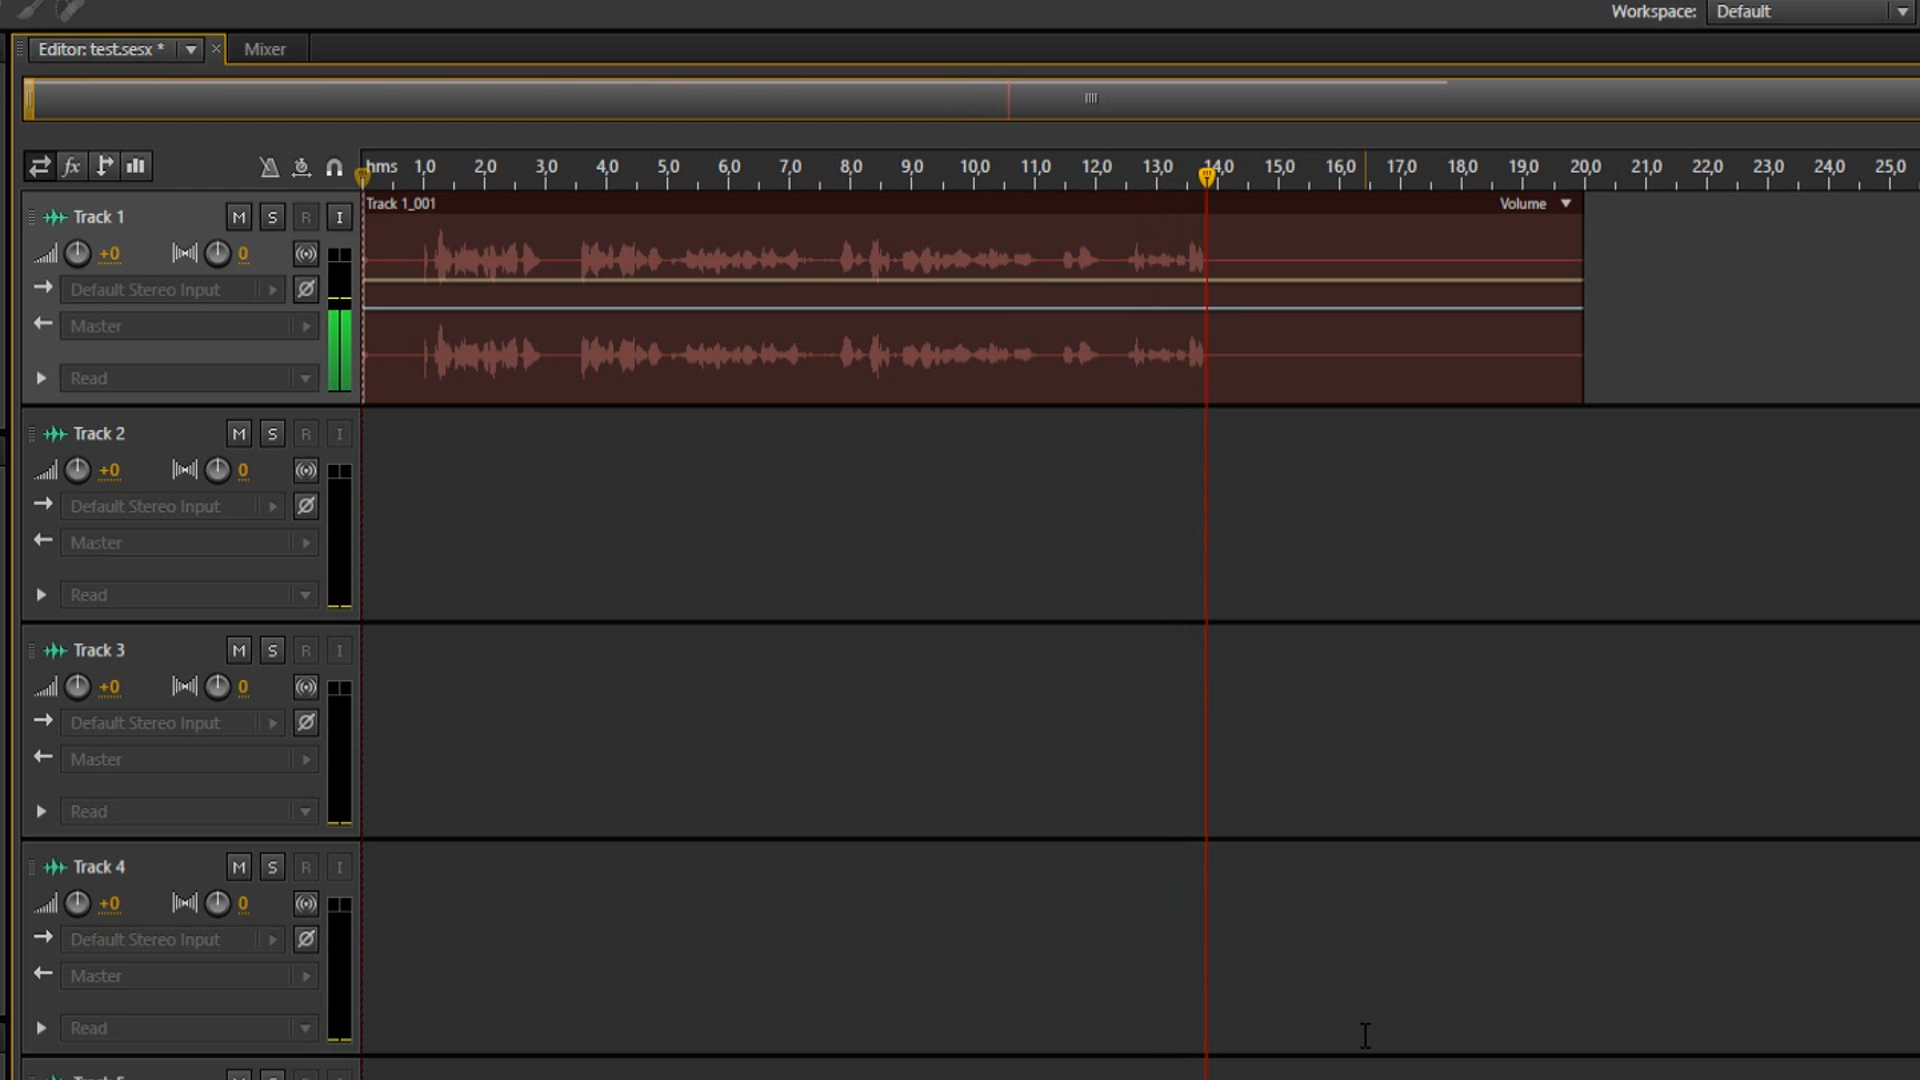 Workspace: Default
Editor: test.sesx * Mixer
fx hms 1,0 2,0 3,0 4,0 5,0 6,0 7,0 8,0 9,0 10,0 11,0 12,0 13,0 14,0 15,0 16,0 17,0 18,0 19,0 20,0 21,0 22,0 23,0 24,0 25,0
Track 1 M S R I Track 1_001 Volume
+0 0
Default Stereo Input
Master
Read
Track 2 M S R I
+0 0
Default Stereo Input
Master
Read
Track 3 M S R I
+0 0
Default Stereo Input
Master
Read
Track 4 M S R I
+0 0
Default Stereo Input
Master
Read